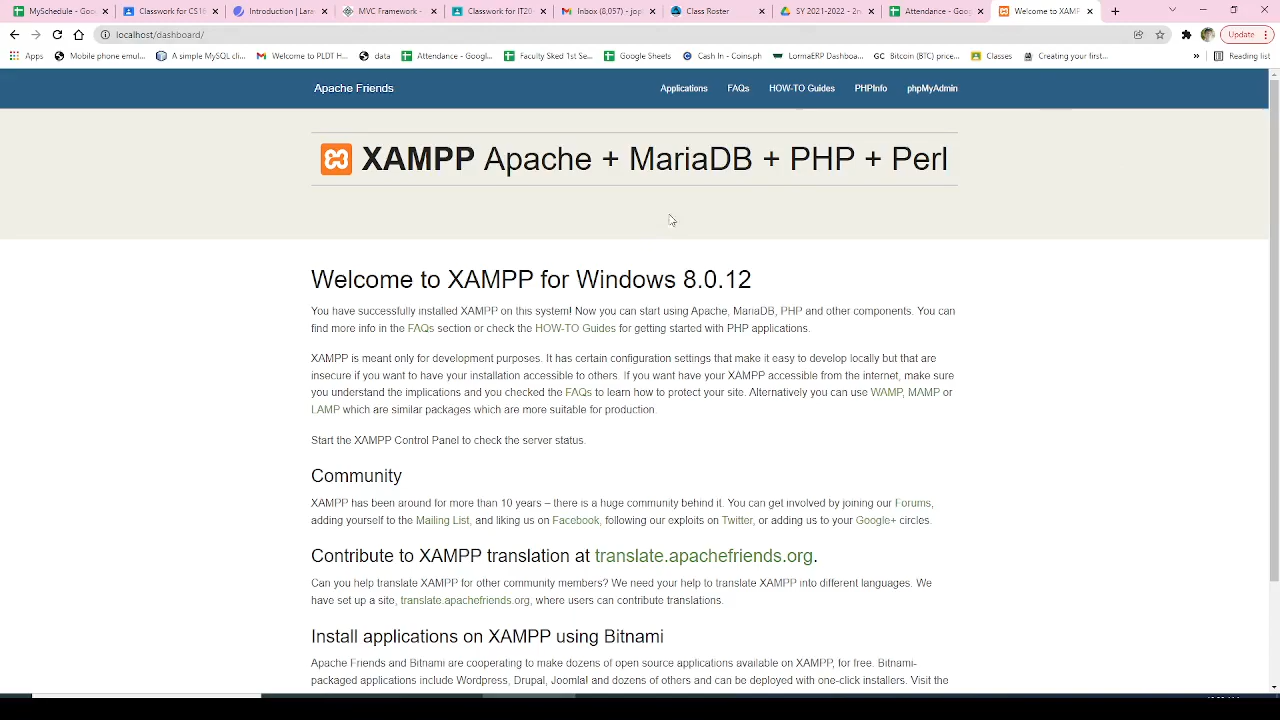 MySchedule - Goo
Classwork for CS16
Introduction | Lara
MVC Framework -
Classwork for IT20
Inbox (8,057) - jop
Class Roster
SY 2021-2022 - 2n
Attendance - Goog
Welcome to XAMP
localhost/dashboard/
Update
Apps
Mobile phone emul...
A simple MySQL cli...
Welcome to PLDT H...
data
Attendance - Googl...
Faculty Sked 1st Se...
Google Sheets
Cash In - Coins.ph
LormaERP Dashboa...
GC Bitcoin (BTC) price...
Classes
Creating your first...
»
Reading list
Apache Friends
Applications
FAQs
HOW-TO Guides
PHPInfo
phpMyAdmin
XAMPP Apache + MariaDB + PHP + Perl
Welcome to XAMPP for Windows 8.0.12
You have successfully installed XAMPP on this system! Now you can start using Apache, MariaDB, PHP and other components. You can
find more info in the FAQs section or check the HOW-TO Guides for getting started with PHP applications.
XAMPP is meant only for development purposes. It has certain configuration settings that make it easy to develop locally but that are
insecure if you want to have your installation accessible to others. If you want have your XAMPP accessible from the internet, make sure
you understand the implications and you checked the FAQs to learn how to protect your site. Alternatively you can use WAMP, MAMP or
LAMP which are similar packages which are more suitable for production.
Start the XAMPP Control Panel to check the server status.
Community
XAMPP has been around for more than 10 years – there is a huge community behind it. You can get involved by joining our Forums,
adding yourself to the Mailing List, and liking us on Facebook, following our exploits on Twitter, or adding us to your Google+ circles.
Contribute to XAMPP translation at translate.apachefriends.org.
Can you help translate XAMPP for other community members? We need your help to translate XAMPP into different languages. We
have set up a site, translate.apachefriends.org, where users can contribute translations.
Install applications on XAMPP using Bitnami
Apache Friends and Bitnami are cooperating to make dozens of open source applications available on XAMPP, for free. Bitnami-
packaged applications include Wordpress, Drupal, Joomla! and dozens of others and can be deployed with one-click installers. Visit the